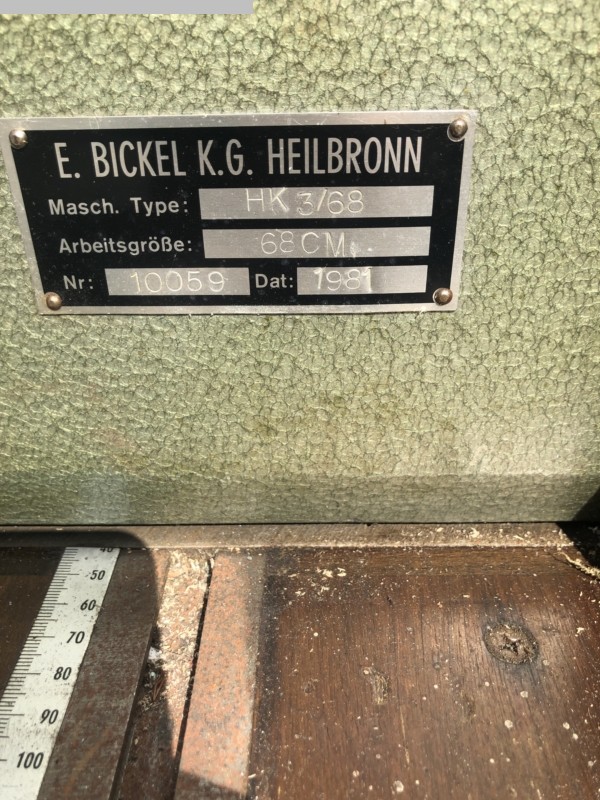 E. BICKEL K.G. HEILBRONN
Masch. Type: HK 3/68
Arbeitsgröße: 68 CM.
Nr: 10059 Dat: 1981
40
50
60
70
80
90
100